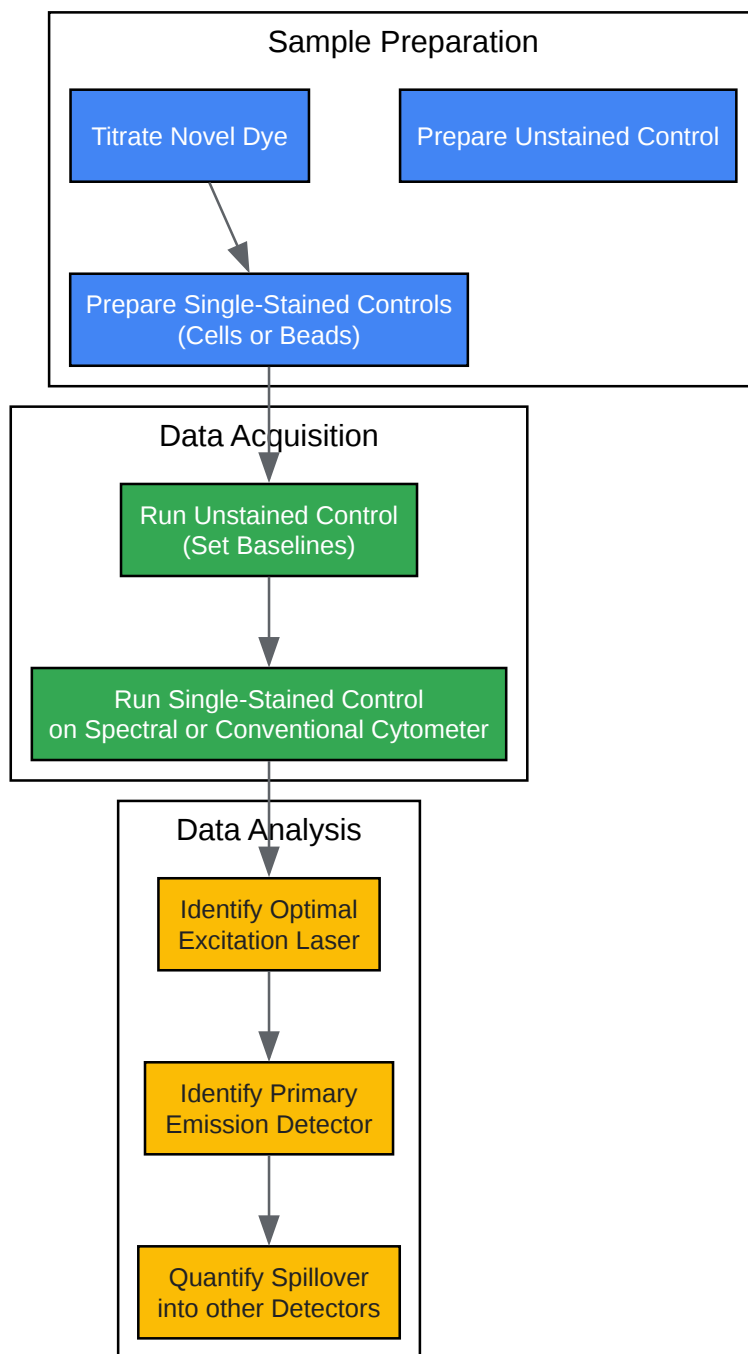 Sample Preparation
Titrate Novel Dye
Prepare Unstained Control
Prepare Single-Stained Controls
(Cells or Beads)
Data Acquisition
Run Unstained Control
(Set Baselines)
Run Single-Stained Control
on Spectral or Conventional Cytometer
Data Analysis
Identify Optimal
Excitation Laser
Identify Primary
Emission Detector
Quantify Spillover
into other Detectors